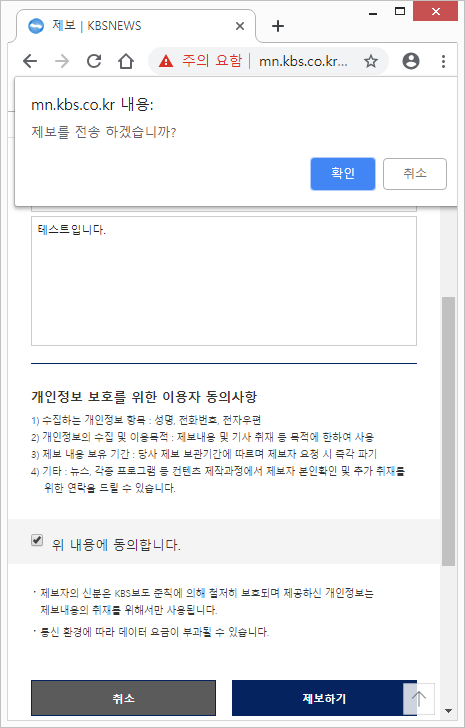 제보 | KBSNEWS
주의 요함 | mn.kbs.co.kr...
mn.kbs.co.kr 내용:
제보를 전송 하겠습니까?
확인
취소
테스트입니다.
개인정보 보호를 위한 이용자 동의사항
1) 수집하는 개인정보 항목 : 성명, 전화번호, 전자우편
2) 개인정보의 수집 및 이용목적 : 제보내용 및 기사 취재 등 목적에 한하여 사용
3) 제보 내용 보유 기간 : 당사 제보 보관기간에 따르며 제보자 요청 시 즉각 파기
4) 기타 : 뉴스, 각종 프로그램 등 컨텐츠 제작과정에서 제보자 본인확인 및 추가 취재를
위한 연락을 드릴 수 있습니다.
위 내용에 동의합니다.
· 제보자의 신분은 KBS보도 준칙에 의해 철저히 보호되며 제공하신 개인정보는
제보내용의 취재를 위해서만 사용됩니다.
· 통신 환경에 따라 데이터 요금이 부과될 수 있습니다.
취소
제보하기